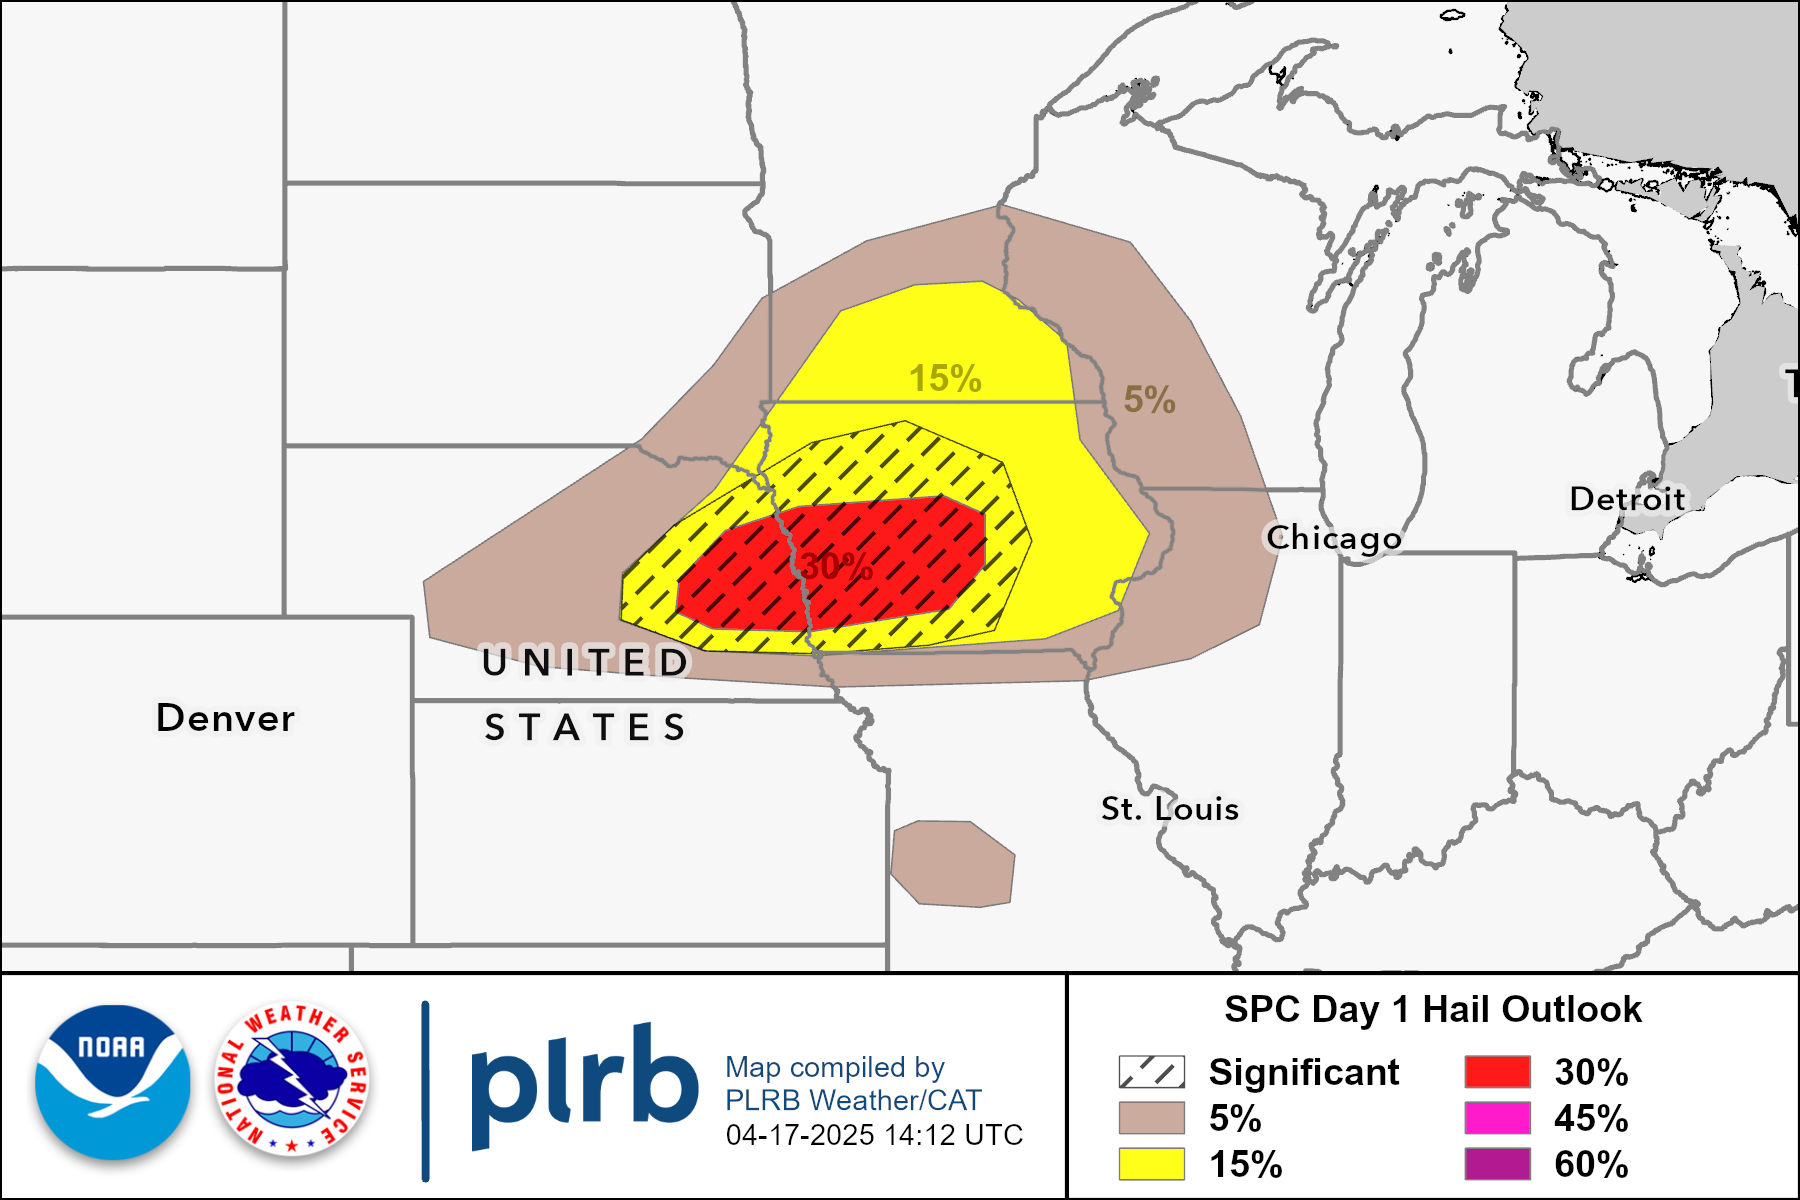 15%
5%
Detroit
Chicago
30%
UNITED
Denver
STATES
St. Louis
T
NOAA
NATIONAL WEATHER SERVICE
plrb
Map compiled by
PLRB Weather/CAT
04-17-2025 14:12 UTC
SPC Day 1 Hail Outlook
Significant
30%
5%
45%
15%
60%